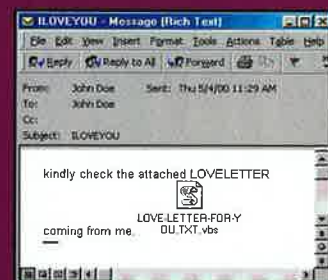 ILOVEYOU - Message (Rich Text)
File Edit View Insert Format Tools Actions Table Help
Reply Reply to All Forward
From: John Doe Sent: Thu 5/4/00 11:29 AM
To: John Doe
Cc:
Subject: ILOVEYOU
kindly check the attached LOVELETTER
LOVE-LETTER-FOR-Y
coming from me. OU.TXT.vbs